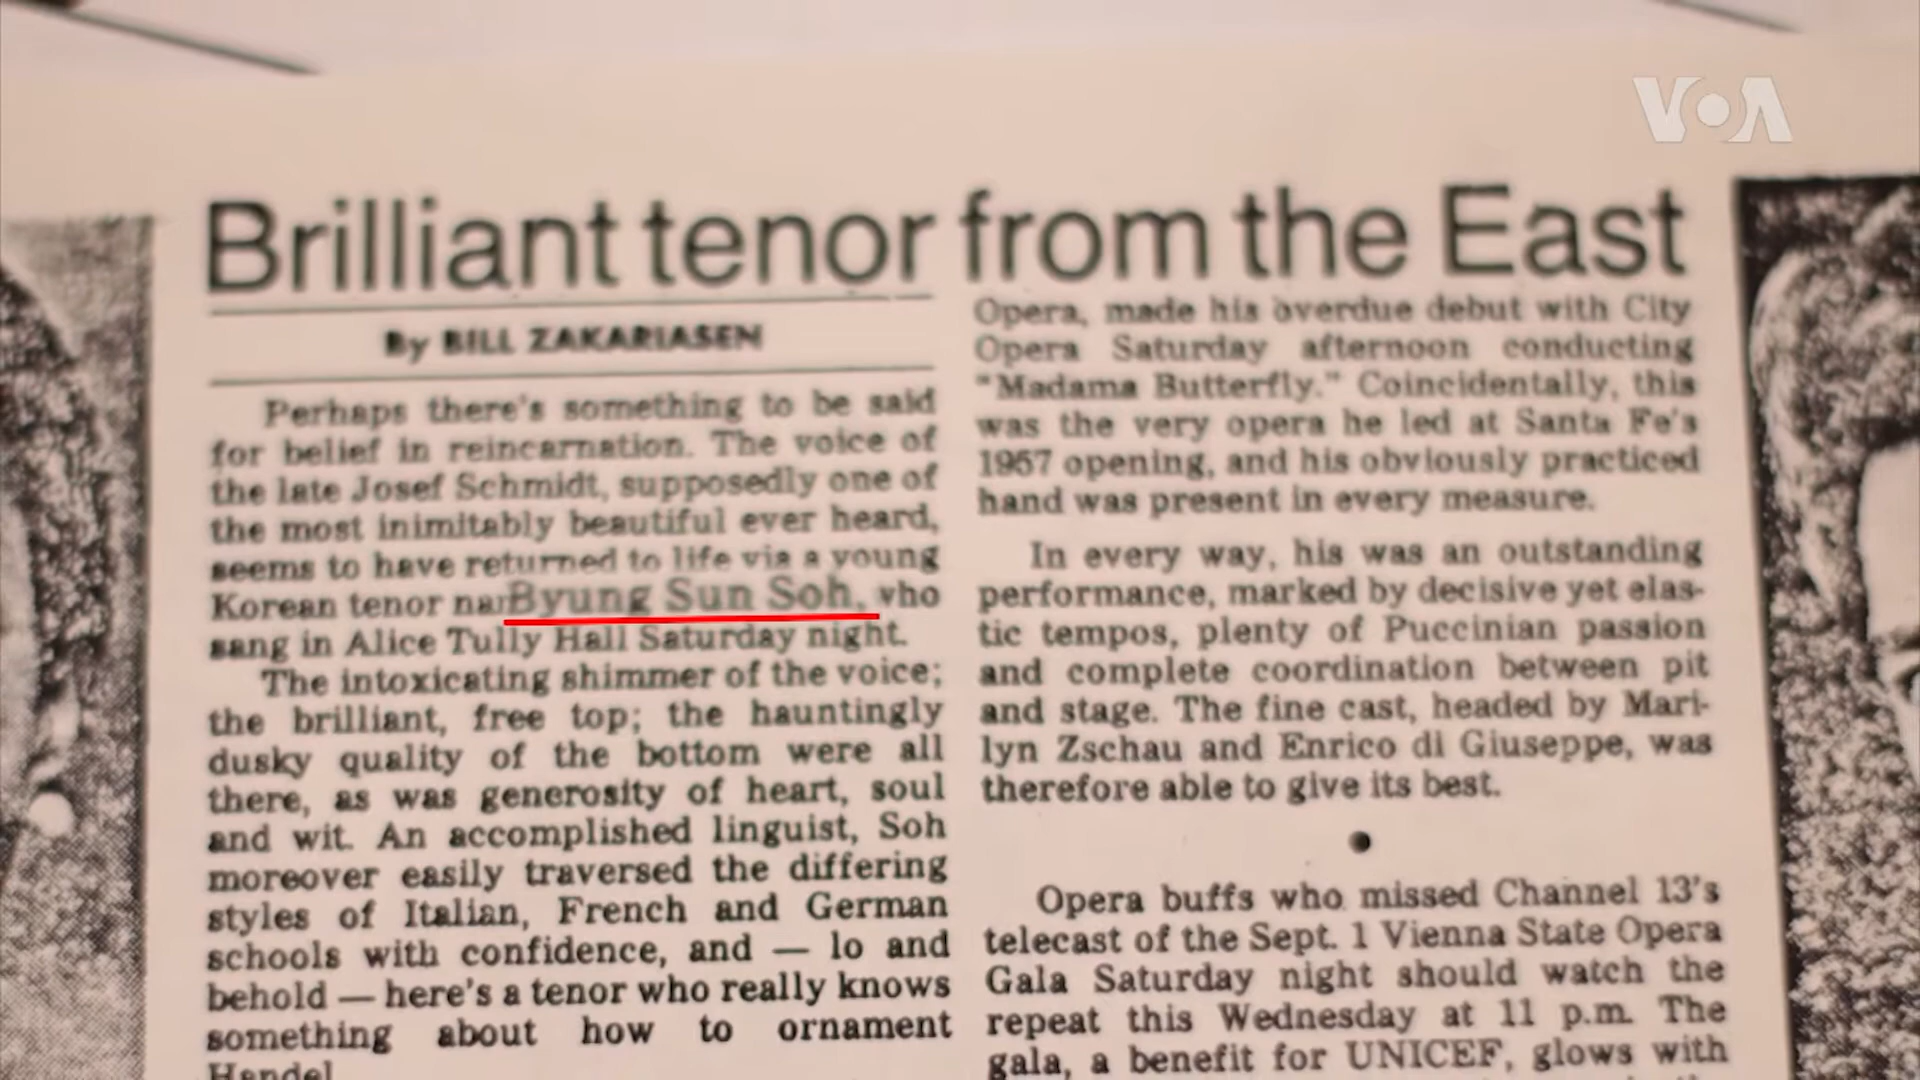 VOA
Brilliant tenor from the East
By BILL ZAKARIASEN
Perhaps there's something to be said
for belief in reincarnation. The voice of
the late Josef Schmidt, supposedly one of
the most inimitably beautiful ever heard,
seems to have returned to life via a young
Korean tenor Byung Sun Soh, who
sang in Alice Tully Hall Saturday night.
The intoxicating shimmer of the voice;
the brilliant, free top; the hauntingly
dusky quality of the bottom were all
there, as was generosity of heart, soul
and wit. An accomplished linguist, Soh
moreover easily traversed the differing
styles of Italian, French and German
schools with confidence, and — lo and
behold — here's a tenor who really knows
something about how to ornament
Handel
Opera, made his overdue debut with City
Opera Saturday afternoon conducting
"Madama Butterfly." Coincidentally, this
was the very opera he led at Santa Fe's
1957 opening, and his obviously practiced
hand was present in every measure.
In every way, his was an outstanding
performance, marked by decisive yet elas-
tic tempos, plenty of Puccinian passion
and complete coordination between pit
and stage. The fine cast, headed by Mari-
lyn Zschau and Enrico di Giuseppe, was
therefore able to give its best.
Opera buffs who missed Channel 13's
telecast of the Sept. 1 Vienna State Opera
Gala Saturday night should watch the
repeat this Wednesday at 11 p.m. The
gala, a benefit for UNICEF, glows with